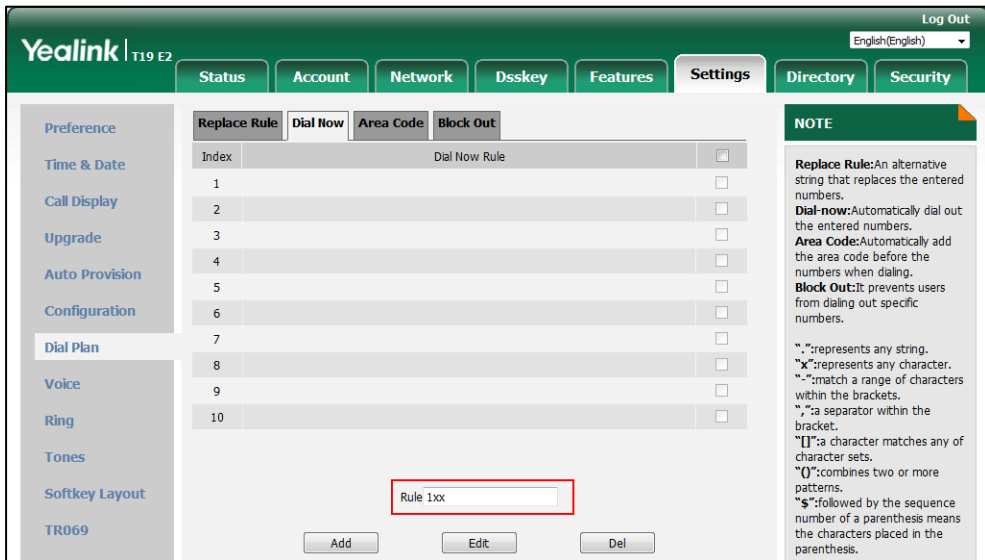 Log Out
Yealink | T19 E2
English(English)
Status Account Network Dsskey Features Settings Directory Security
Preference
Time & Date
Call Display
Upgrade
Auto Provision
Configuration
Dial Plan
Voice
Ring
Tones
Softkey Layout
TR069
Replace Rule Dial Now Area Code Block Out
Index Dial Now Rule
1
2
3
4
5
6
7
8
9
10
Rule 1xx
Add Edit Del
NOTE
Replace Rule:An alternative
string that replaces the entered
numbers.
Dial-now:Automatically dial out
the entered numbers.
Area Code:Automatically add
the area code before the
numbers when dialing.
Block Out:It prevents users
from dialing out specific
numbers.
".":represents any string.
"x":represents any character.
"-":match a range of characters
within the brackets.
",":a separator within the
bracket.
"[]":a character matches any of
character sets.
"()":combines two or more
patterns.
"$":followed by the sequence
number of a parenthesis means
the characters placed in the
parenthesis.